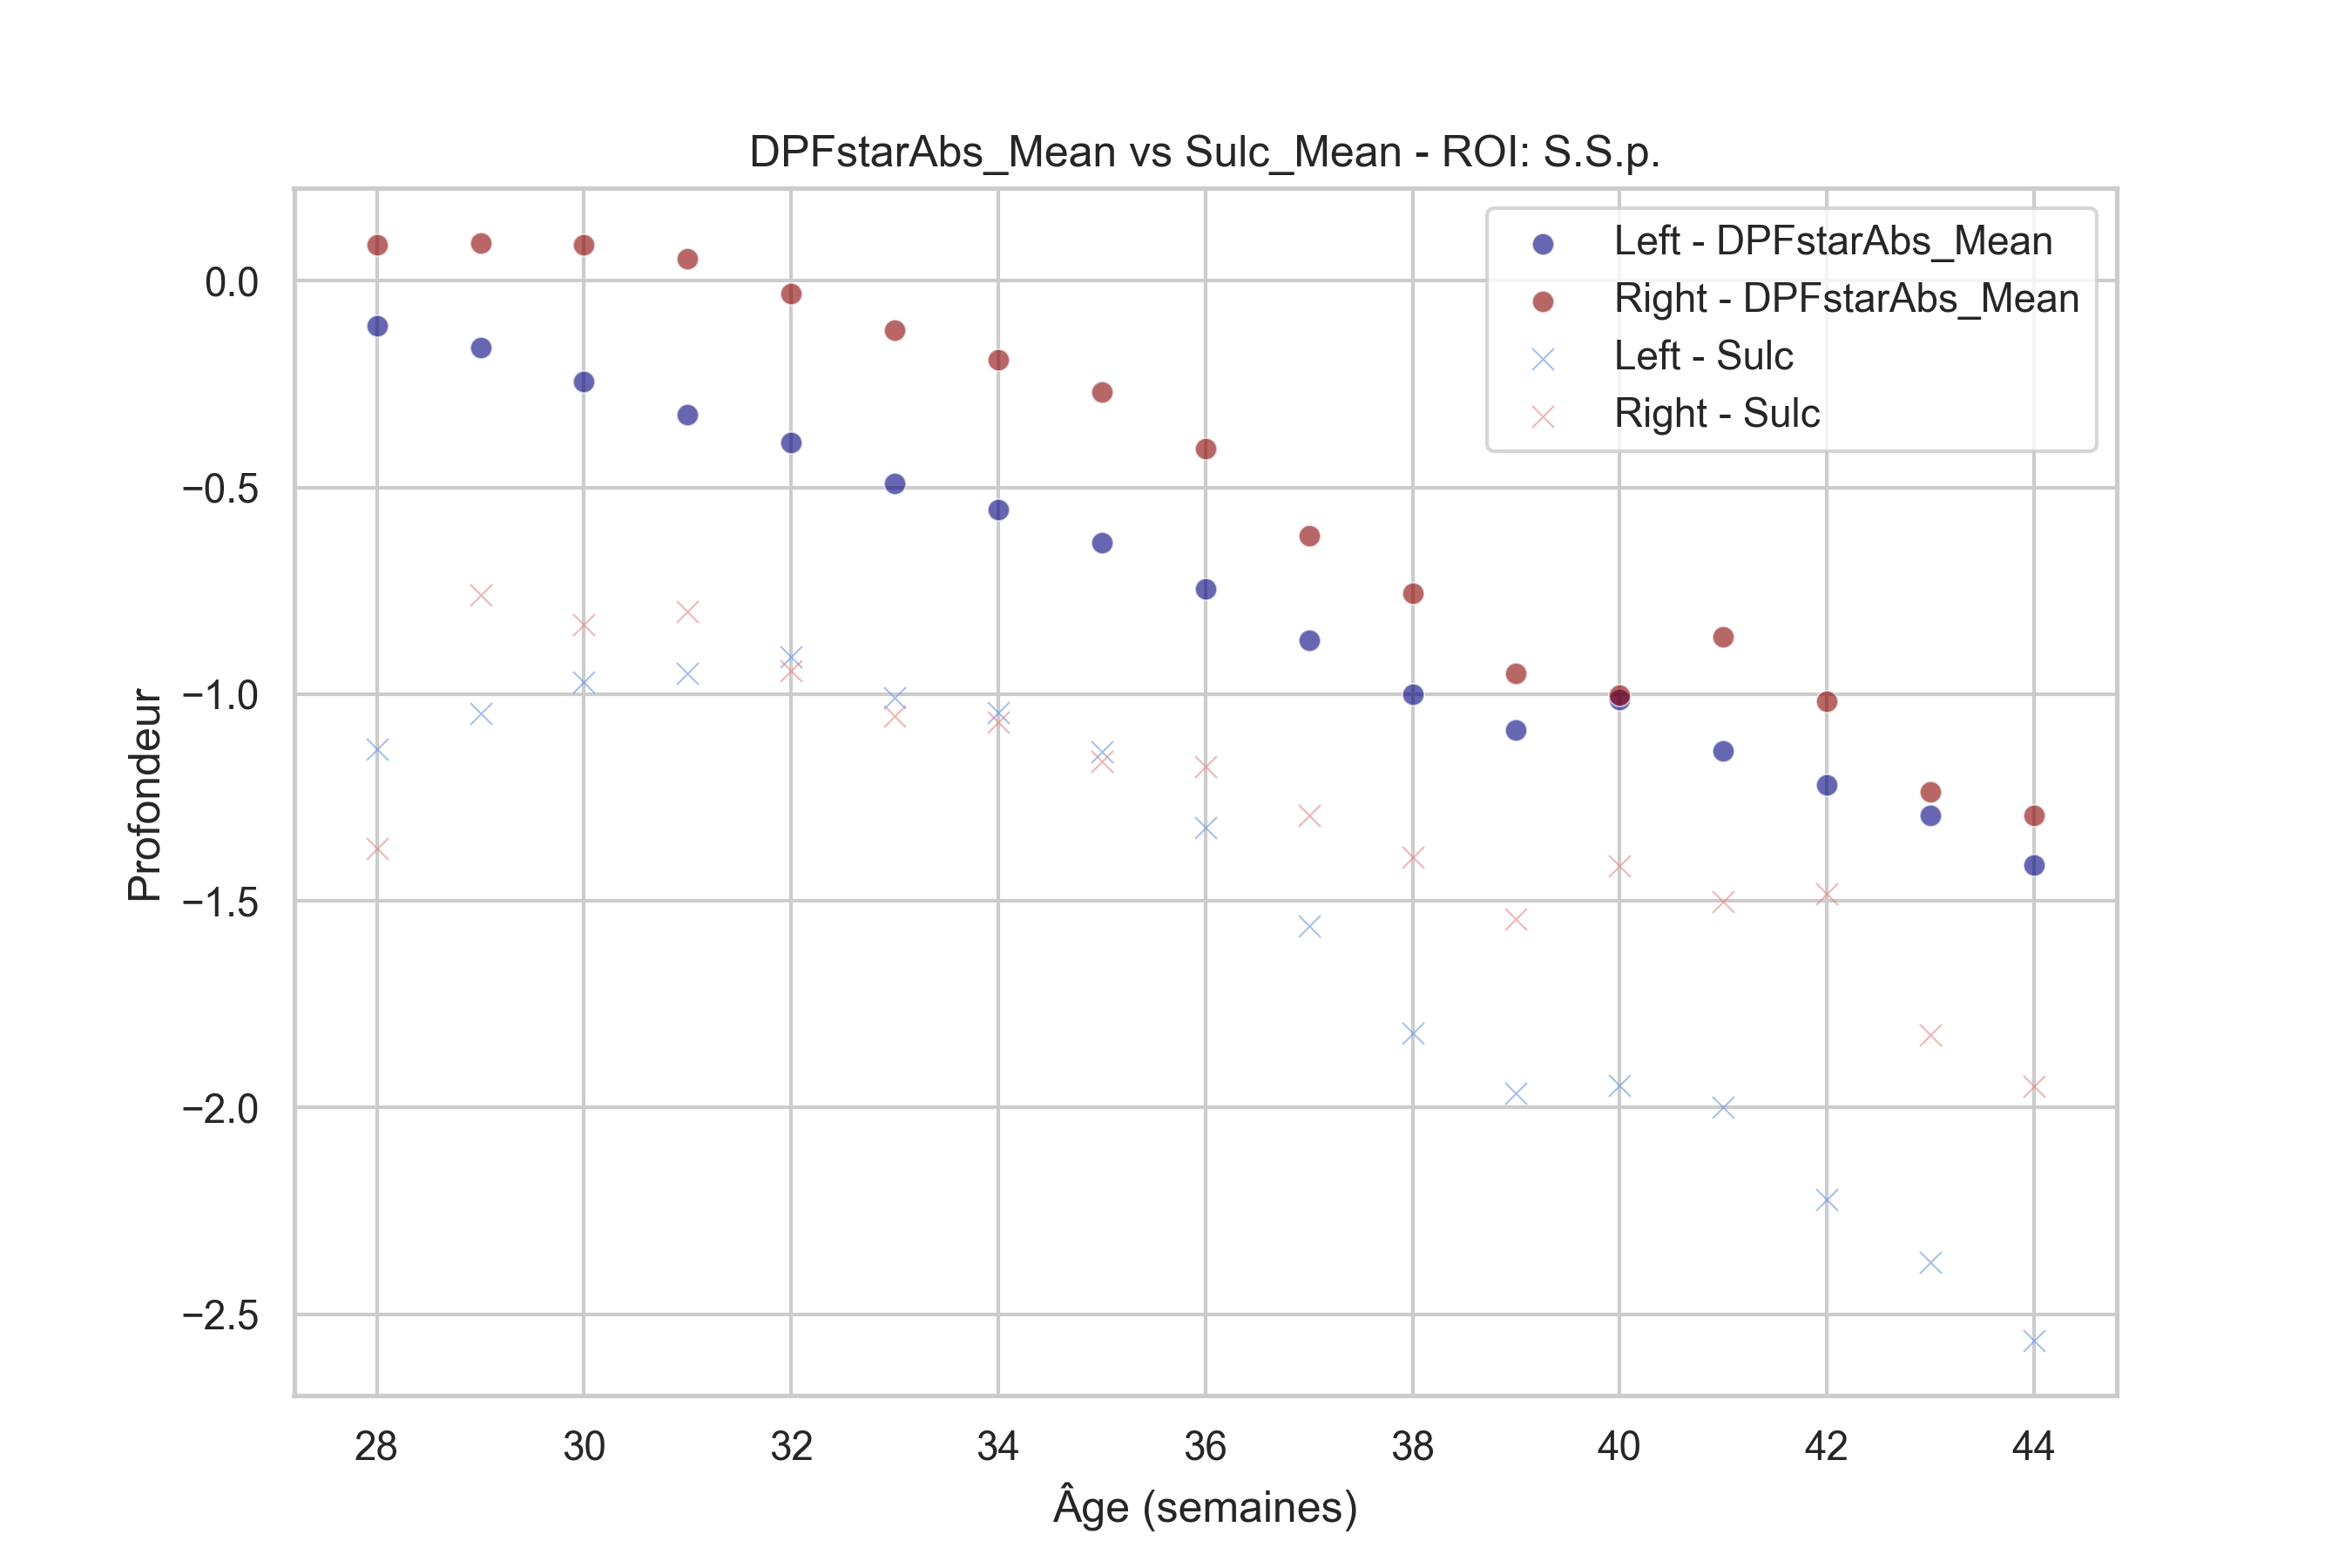 DPFstarAbs_Mean vs Sulc_Mean - ROI: S.S.p.
Left - DPFstarAbs_Mean
Right - DPFstarAbs_Mean
Left - Sulc
Right - Sulc
Profondeur
0.0
−0.5
−1.0
−1.5
−2.0
−2.5
28 30 32 34 36 38 40 42 44
Âge (semaines)